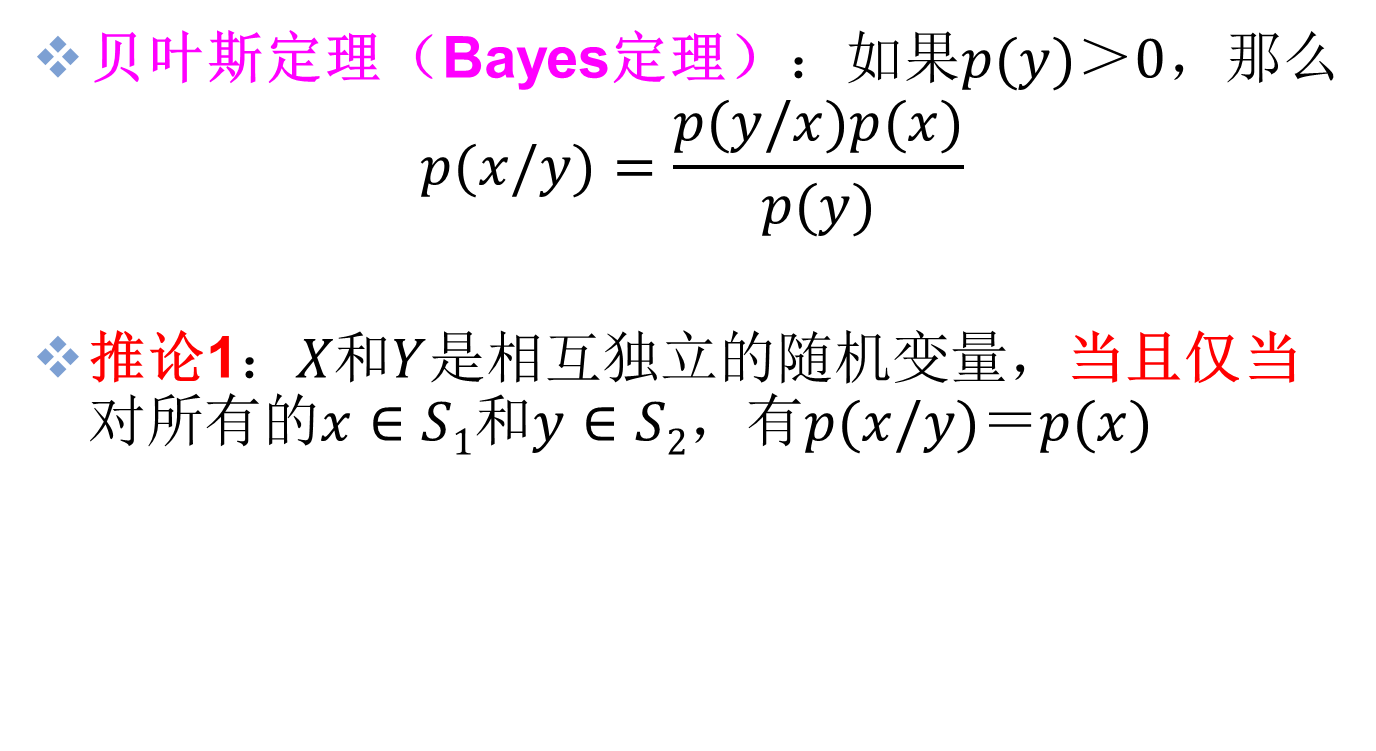 ❖ 贝叶斯定理（Bayes定理）：如果p(y)＞0，那么
p(x/y) = p(y/x)p(x) / p(y)
❖ 推论1：X和Y是相互独立的随机变量，当且仅当
对所有的x ∈ S₁和y ∈ S₂，有p(x/y)＝p(x)